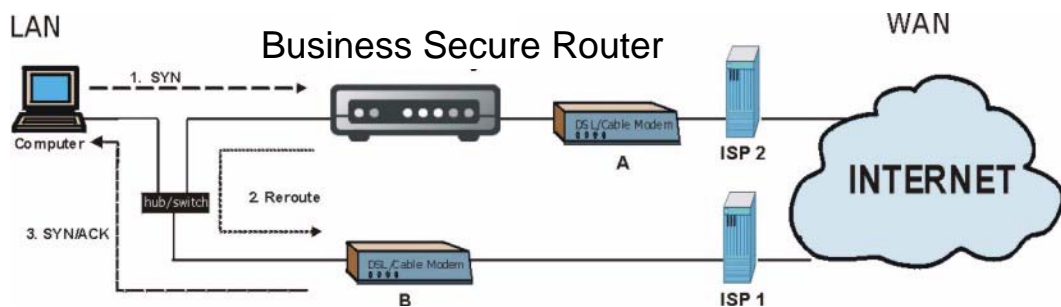 LAN
Business Secure Router
WAN
1. SYN
Computer
DSL/Cable Modem
A
ISP 2
INTERNET
hub/switch
2. Reroute
3. SYN/ACK
DSL/Cable Modem
B
ISP 1